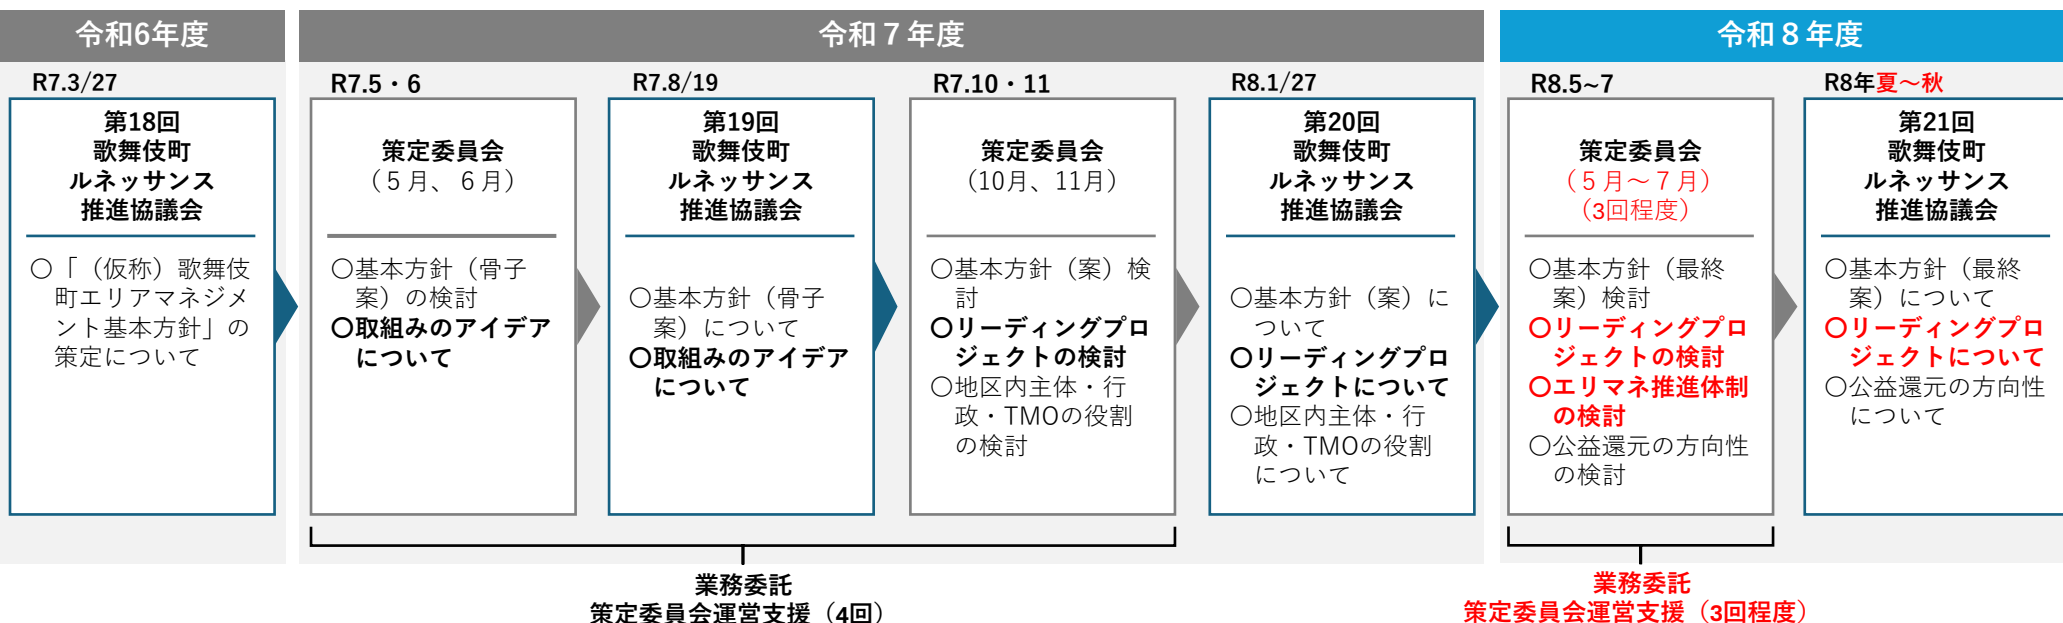 令和6年度
令和７年度
令和８年度
R7.3/27
第18回
歌舞伎町
ルネッサンス
推進協議会
〇「（仮称）歌舞伎
町エリアマネジメ
ント基本方針」の
策定について
R7.5・6
策定委員会
（５月、６月）
〇基本方針（骨子
案）の検討
〇取組みのアイデア
について
R7.8/19
第19回
歌舞伎町
ルネッサンス
推進協議会
〇基本方針（骨子
案）について
〇取組みのアイデア
について
R7.10・11
策定委員会
（10月、11月）
〇基本方針（案）検
討
〇リーディングプロ
ジェクトの検討
〇地区内主体・行
政・TMOの役割
の検討
R8.1/27
第20回
歌舞伎町
ルネッサンス
推進協議会
〇基本方針（案）に
ついて
〇リーディングプロ
ジェクトについて
〇地区内主体・行
政・TMOの役割
について
R8.5~7
策定委員会
（５月～７月）
（3回程度）
〇基本方針（最終
案）検討
〇リーディングプロ
ジェクトの検討
〇エリマネ推進体制
の検討
〇公益還元の方向性
の検討
R8年夏～秋
第21回
歌舞伎町
ルネッサンス
推進協議会
〇基本方針（最終
案）について
〇リーディングプロ
ジェクトについて
〇公益還元の方向性
について
業務委託
策定委員会運営支援（4回）
業務委託
策定委員会運営支援（3回程度）